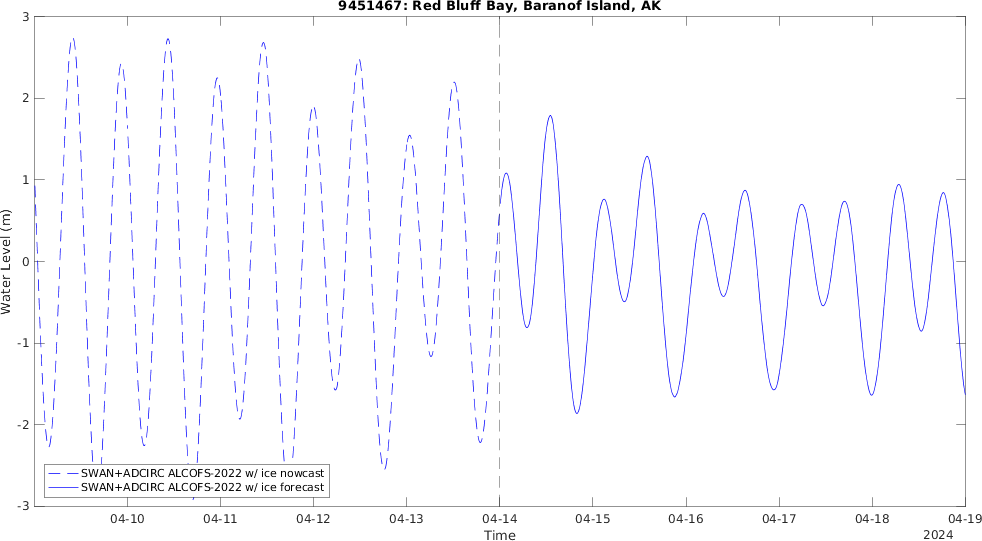 9451467: Red Bluff Bay, Baranof Island, AK
3
2
1
0
-1
-2
-3
Water Level (m)
SWAN+ADCIRC ALCOFS-2022 w/ ice nowcast
SWAN+ADCIRC ALCOFS-2022 w/ ice forecast
04-10 04-11 04-12 04-13 04-14 04-15 04-16 04-17 04-18 04-19
Time
2024